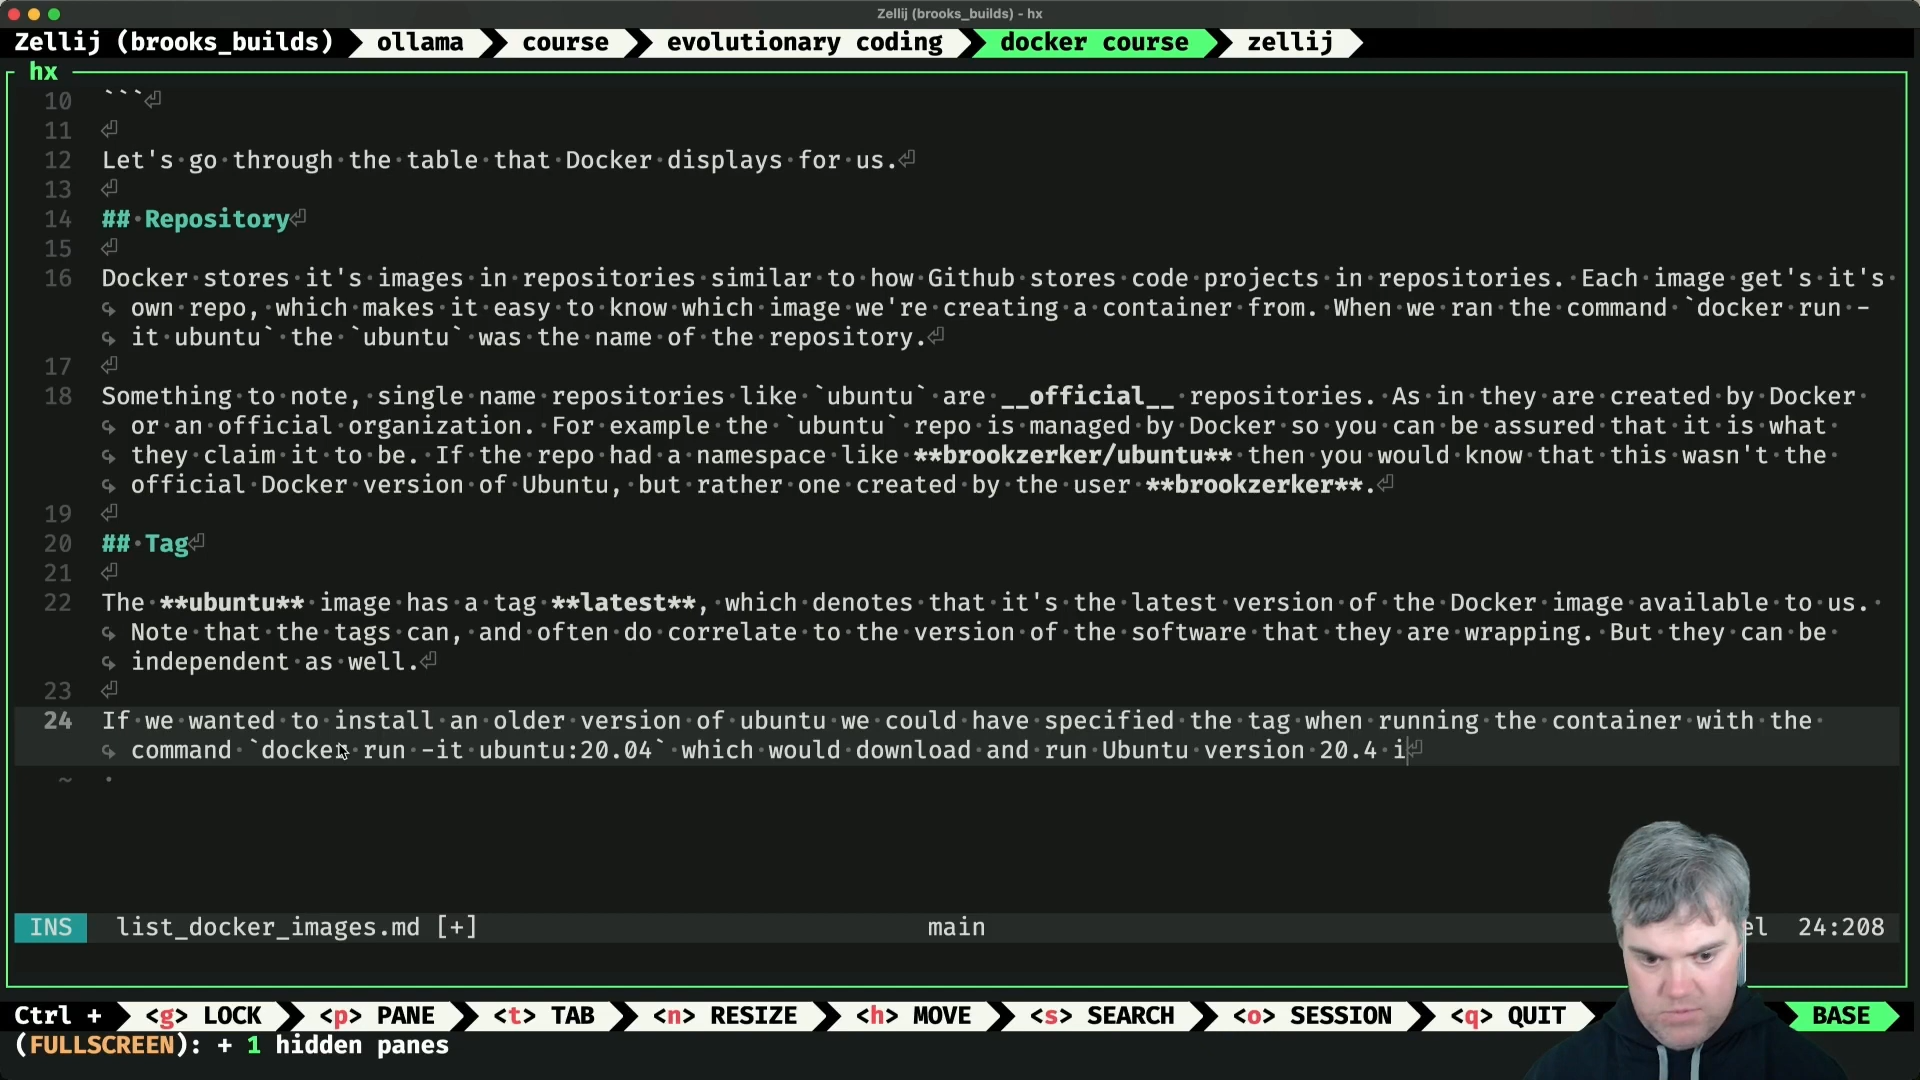 Zellij (brooks_builds) - hx
Zellij (brooks_builds) ollama course evolutionary coding docker course zellij
hx
10 ```
11
12 Let's go through the table that Docker displays for us.
13
14 ## Repository
15
16 Docker stores it's images in repositories similar to how Github stores code projects in repositories. Each image get's it's
own repo, which makes it easy to know which image we're creating a container from. When we ran the command `docker run -
it ubuntu` the `ubuntu` was the name of the repository.
17
18 Something to note, single name repositories like `ubuntu` are __official__ repositories. As in they are created by Docker
or an official organization. For example the `ubuntu` repo is managed by Docker so you can be assured that it is what
they claim it to be. If the repo had a namespace like **brookzerker/ubuntu** then you would know that this wasn't the
official Docker version of Ubuntu, but rather one created by the user **brookzerker**.
19
20 ## Tag
21
22 The **ubuntu** image has a tag **latest**, which denotes that it's the latest version of the Docker image available to us.
Note that the tags can, and often do correlate to the version of the software that they are wrapping. But they can be
independent as well.
23
24 If we wanted to install an older version of ubuntu we could have specified the tag when running the container with the
command `docker run -it ubuntu:20.04` which would download and run Ubuntu version 20.4 i
~
INS list_docker_images.md [+] main el 24:208
Ctrl + <g> LOCK <p> PANE <t> TAB <n> RESIZE <h> MOVE <s> SEARCH <o> SESSION <q> QUIT BASE
(FULLSCREEN): + 1 hidden panes